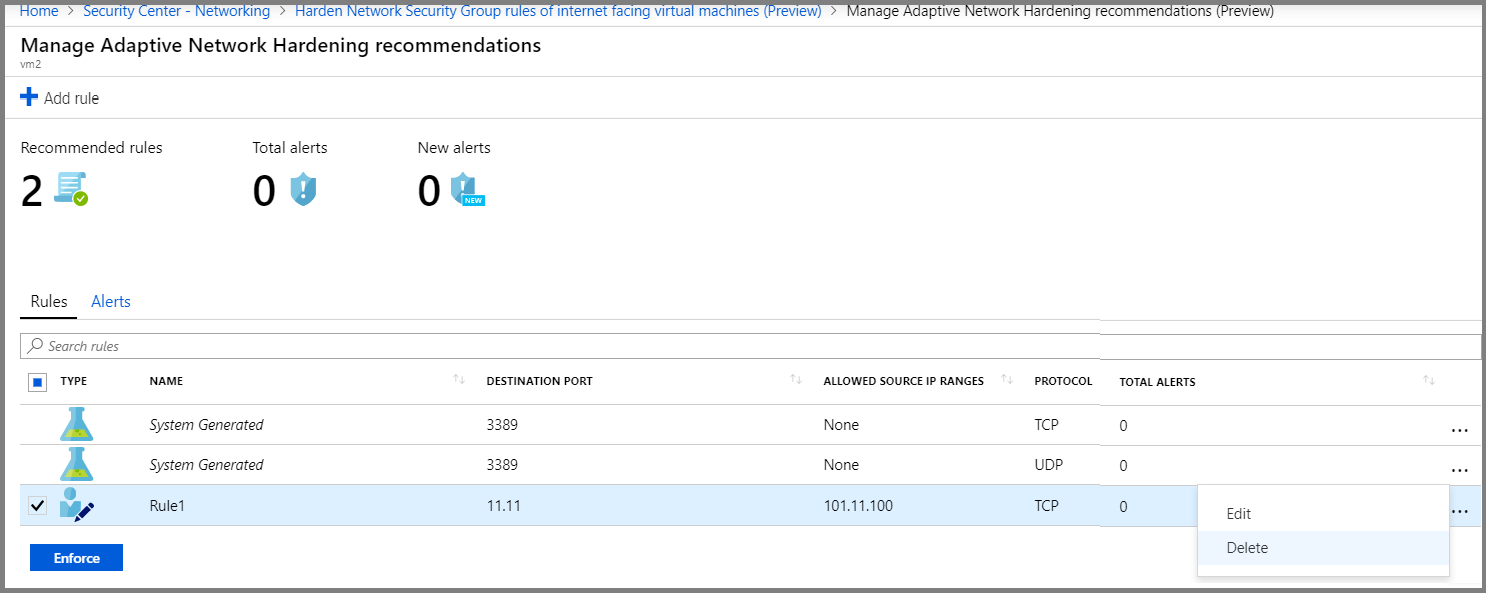 Home > Security Center - Networking > Harden Network Security Group rules of internet facing virtual machines (Preview) > Manage Adaptive Network Hardening recommendations (Preview)
Manage Adaptive Network Hardening recommendations
vm2
Add rule
Recommended rules Total alerts New alerts
2 0 0 NEW
Rules Alerts
Search rules
TYPE NAME DESTINATION PORT ALLOWED SOURCE IP RANGES PROTOCOL TOTAL ALERTS
System Generated 3389 None TCP 0 ...
System Generated 3389 None UDP 0 ...
Rule1 11.11 101.11.100 TCP 0 ...
Edit
Delete
Enforce